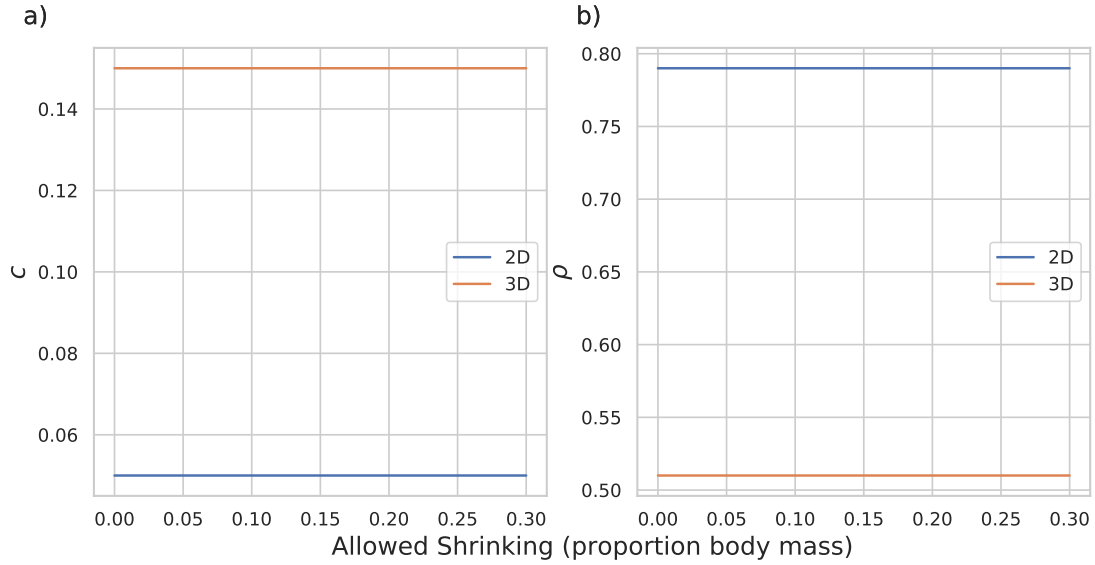 a)
b)
0.14
0.12
0.10
0.08
0.06
c
2D
3D
0.00 0.05 0.10 0.15 0.20 0.25 0.30
0.80
0.75
0.70
0.65
0.60
0.55
0.50
ρ
2D
3D
0.00 0.05 0.10 0.15 0.20 0.25 0.30
Allowed Shrinking (proportion body mass)